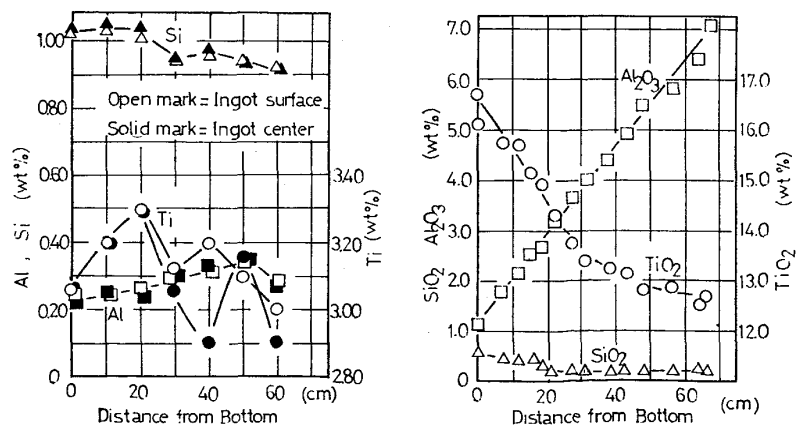 1.00
0.80
0.60
0.40
0.20
0
Al , Si (wt%)
Si
Open mark = Ingot surface
Solid mark = Ingot center
Ti
Al
3.40
3.20
3.00
2.80
Ti (wt%)
0 20 40 60 (cm)
Distance from Bottom
7.0
6.0
5.0
4.0
3.0
2.0
1.0
0
SiO2 Al2O3 (wt%)
Al2O3
TiO2
SiO2
17.0
16.0
15.0
14.0
13.0
12.0
TiO2 (wt%)
0 20 40 60 (cm)
Distance from Bottom